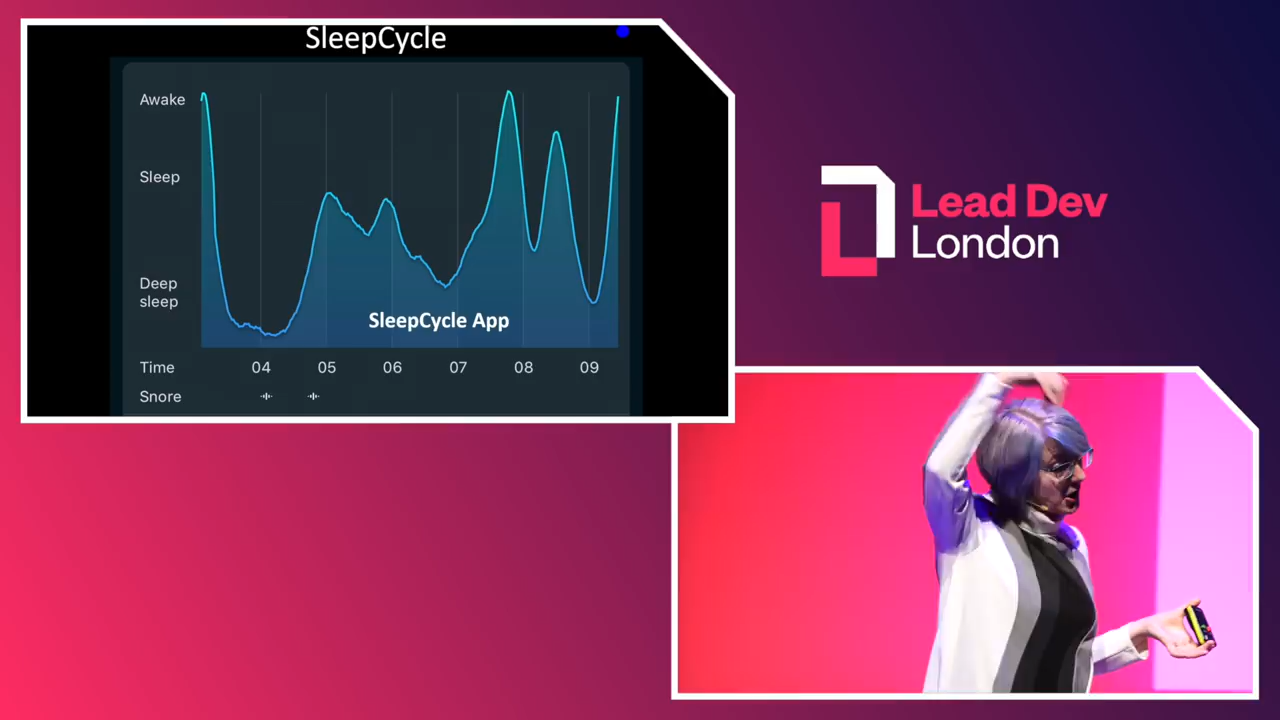 SleepCycle
Awake
Sleep
Deep
sleep
SleepCycle App
Time 04 05 06 07 08 09
Snore
Lead Dev
London